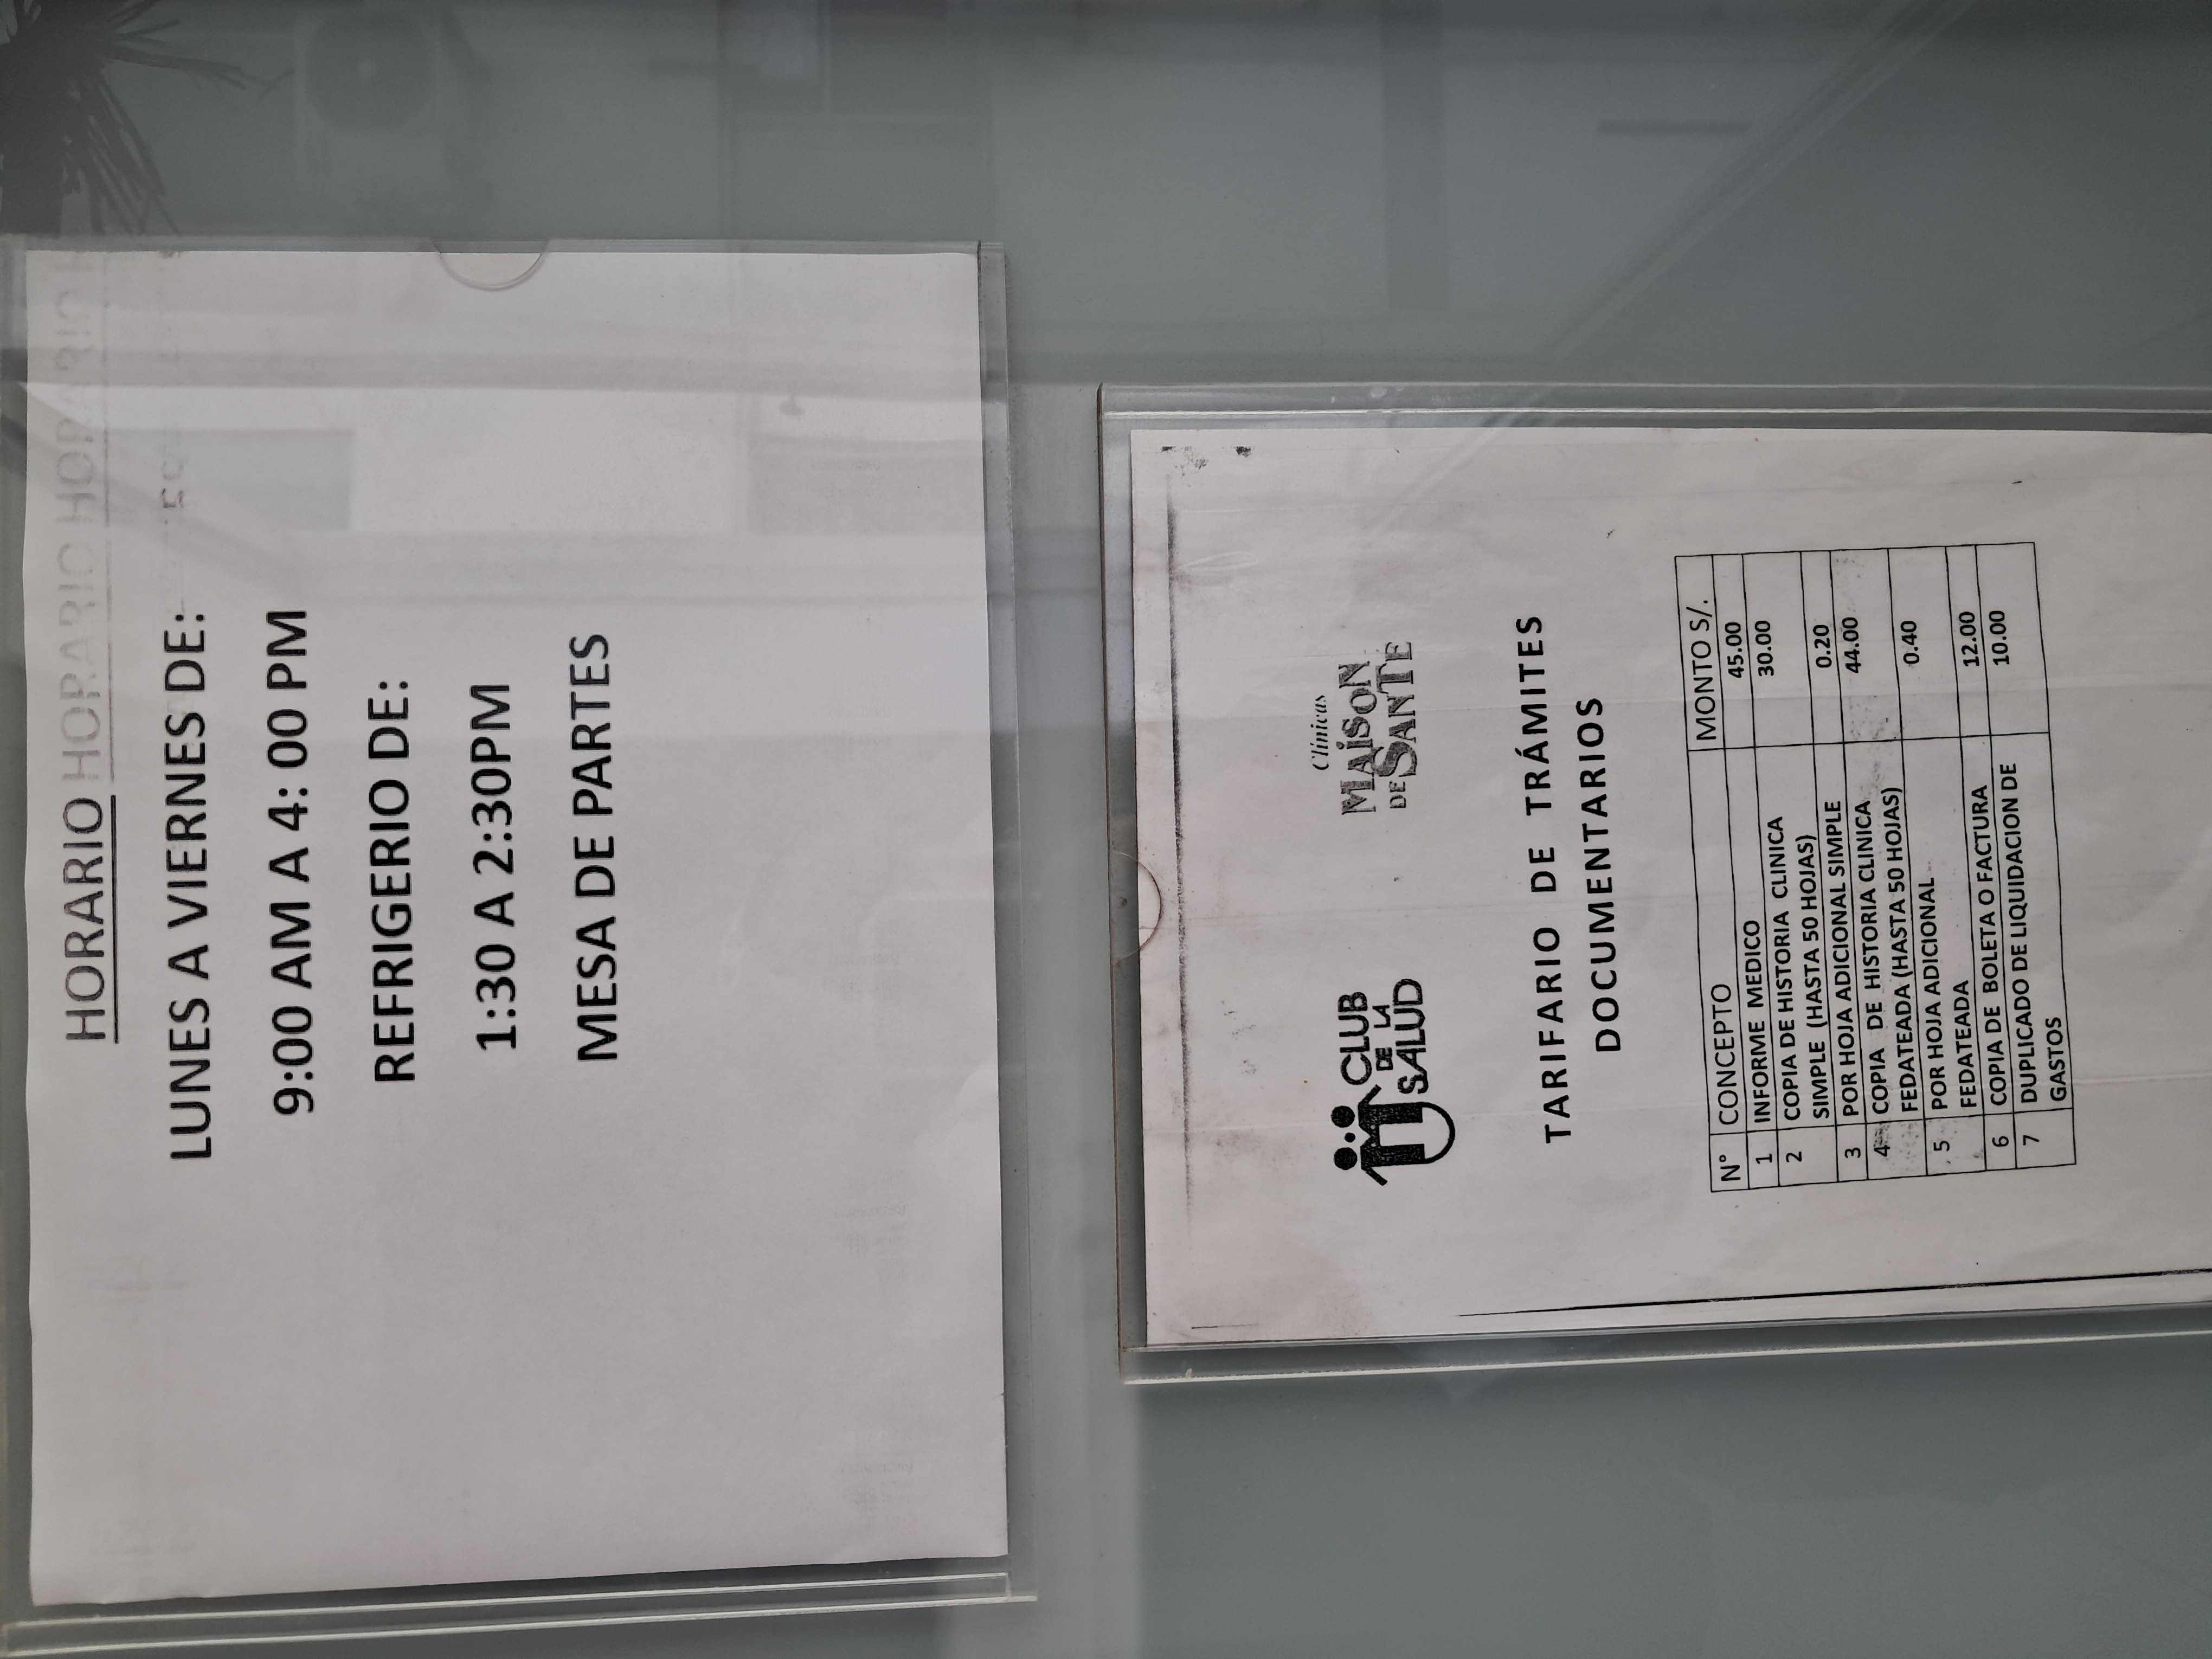 HORARIO
LUNES A VIERNES DE:
9:00 AM A 4: 00 PM
REFRIGERIO DE:
1:30 A 2:30PM
MESA DE PARTES
CLUB
DE LA
SALUD
Clínicas
MAISON
DE SANTE
TARIFARIO DE TRÁMITES
DOCUMENTARIOS
N° CONCEPTO MONTO S/.
1 INFORME MEDICO 45.00
2 COPIA DE HISTORIA CLINICA 30.00
SIMPLE (HASTA 50 HOJAS)
3 POR HOJA ADICIONAL SIMPLE 0.20
4 COPIA DE HISTORIA CLINICA 44.00
FEDATEADA (HASTA 50 HOJAS)
5 POR HOJA ADICIONAL 0.40
FEDATEADA
6 COPIA DE BOLETA O FACTURA 12.00
7 DUPLICADO DE LIQUIDACION DE 10.00
GASTOS